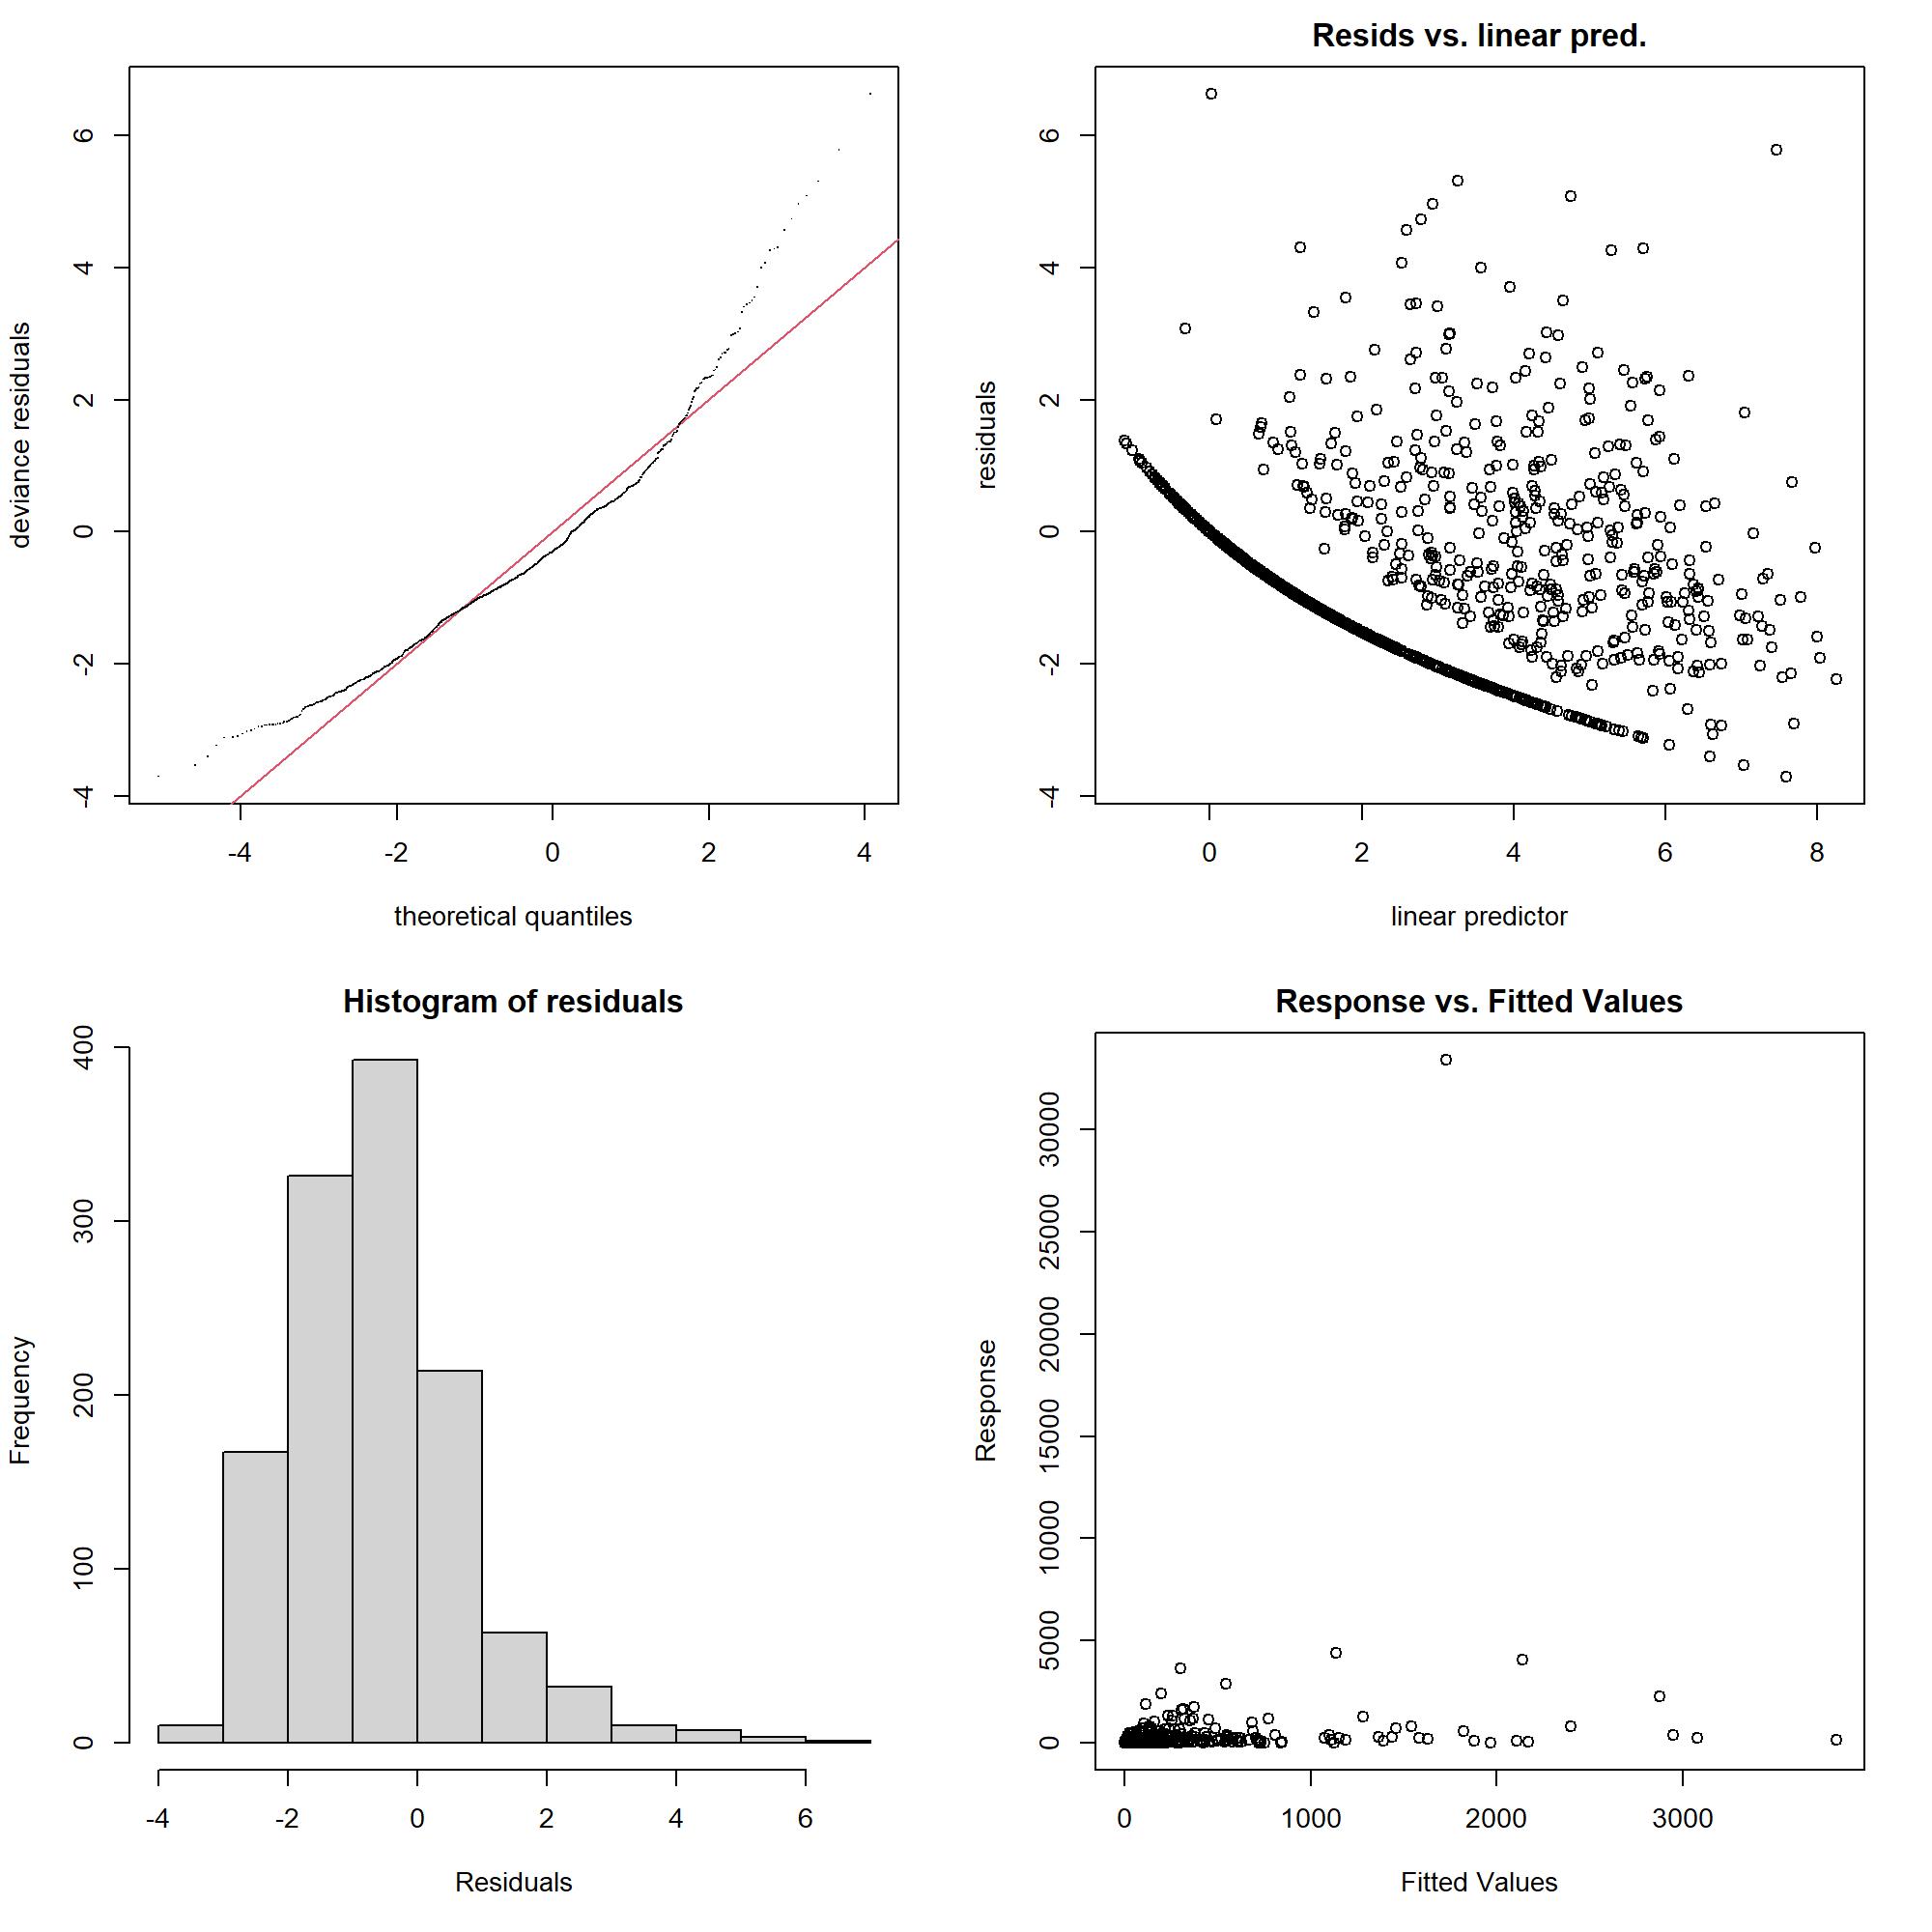 deviance residuals
6
4
2
0
-2
-4
-4 -2 0 2 4
theoretical quantiles
Resids vs. linear pred.
residuals
6
4
2
0
-2
-4
0 2 4 6 8
linear predictor
Histogram of residuals
Frequency
400
300
200
100
0
-4 -2 0 2 4 6
Residuals
Response vs. Fitted Values
Response
30000
25000
20000
15000
10000
5000
0
0 1000 2000 3000
Fitted Values